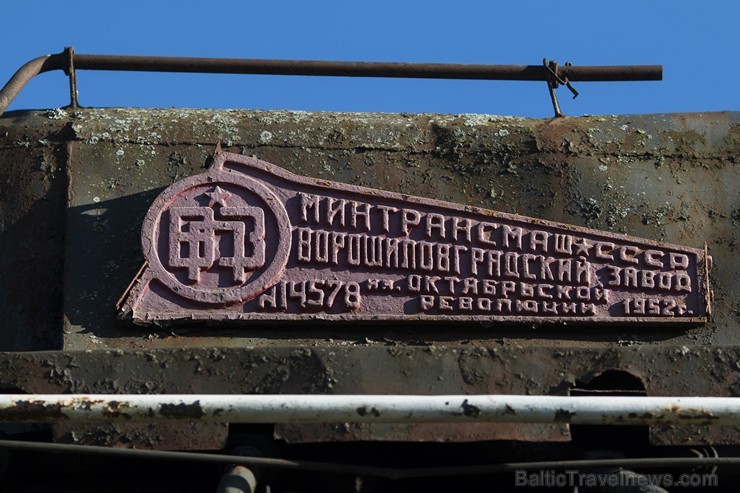 МИНТРАНСМАШ★СССР
ВОРОШИЛОВГРАДСКИЙ ЗАВОД
ИМ. ОКТЯБРЬСКОЙ
№14578 РЕВОЛЮЦИИ 1952г.
BalticTravelnews.com